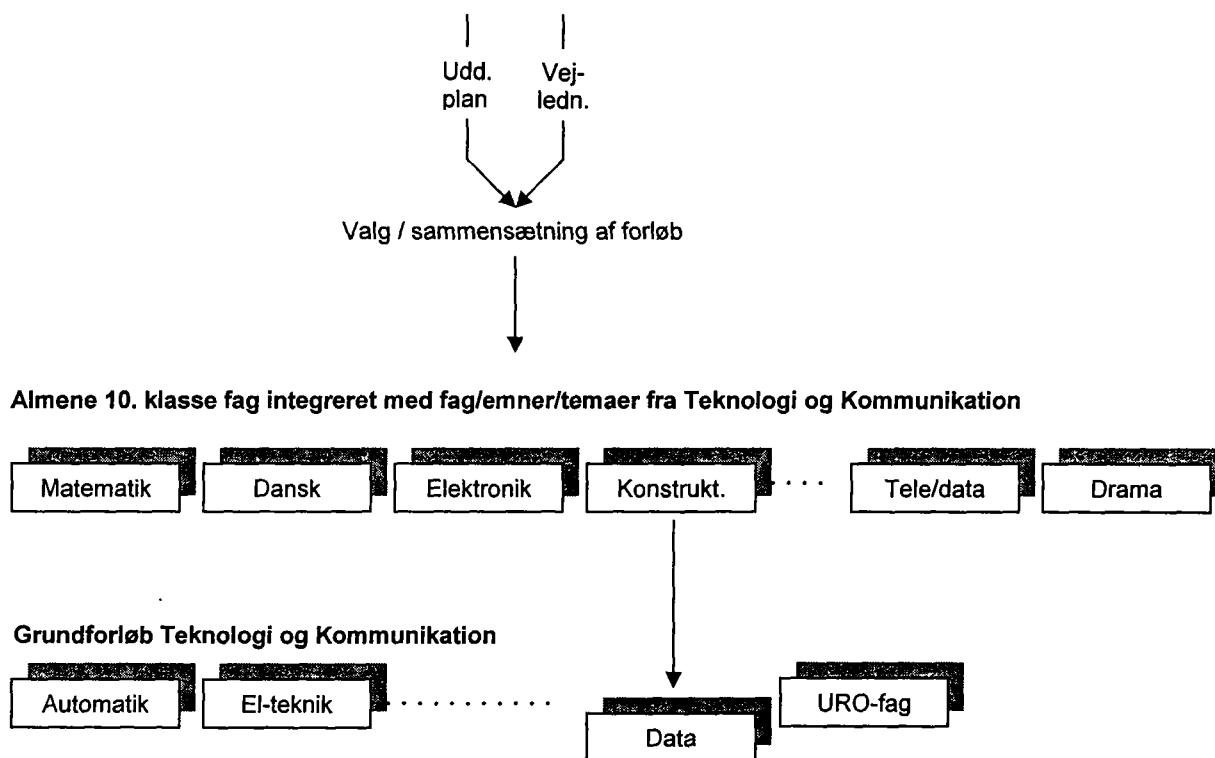 Udd.
plan
Vej-
ledn.
Valg / sammensætning af forløb
Almene 10. klasse fag integreret med fag/emner/temaer fra Teknologi og Kommunikation
Matematik
Dansk
Elektronik
Konstrukt.
Tele/data
Drama
Grundforløb Teknologi og Kommunikation
Automatik
El-teknik
Data
URO-fag